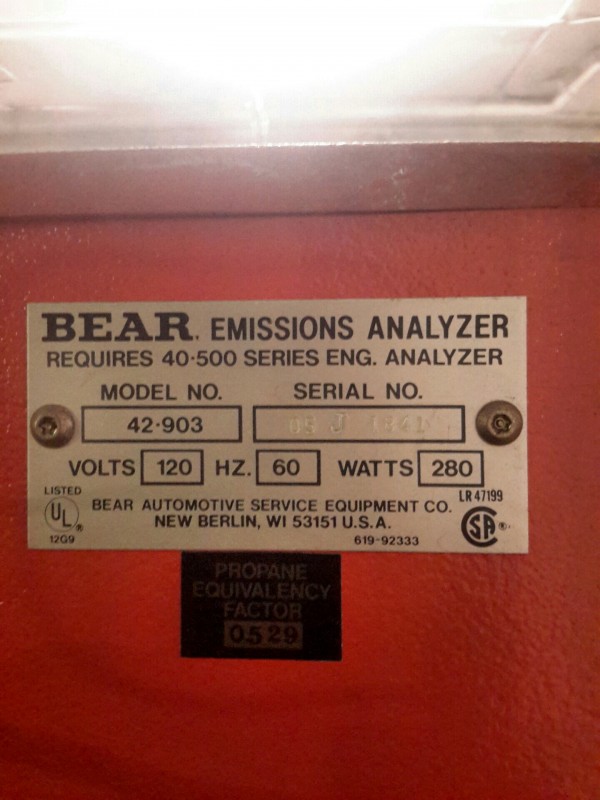 BEAR. EMISSIONS ANALYZER
REQUIRES 40-500 SERIES ENG. ANALYZER
MODEL NO. SERIAL NO.
42-903
VOLTS 120 HZ. 60 WATTS 280
LISTED
UL
12G9
BEAR AUTOMOTIVE SERVICE EQUIPMENT CO.
NEW BERLIN, WI 53151 U.S.A.
619-92333
LR 47199
SA ®
PROPANE
EQUIVALENCY
FACTOR
0.529